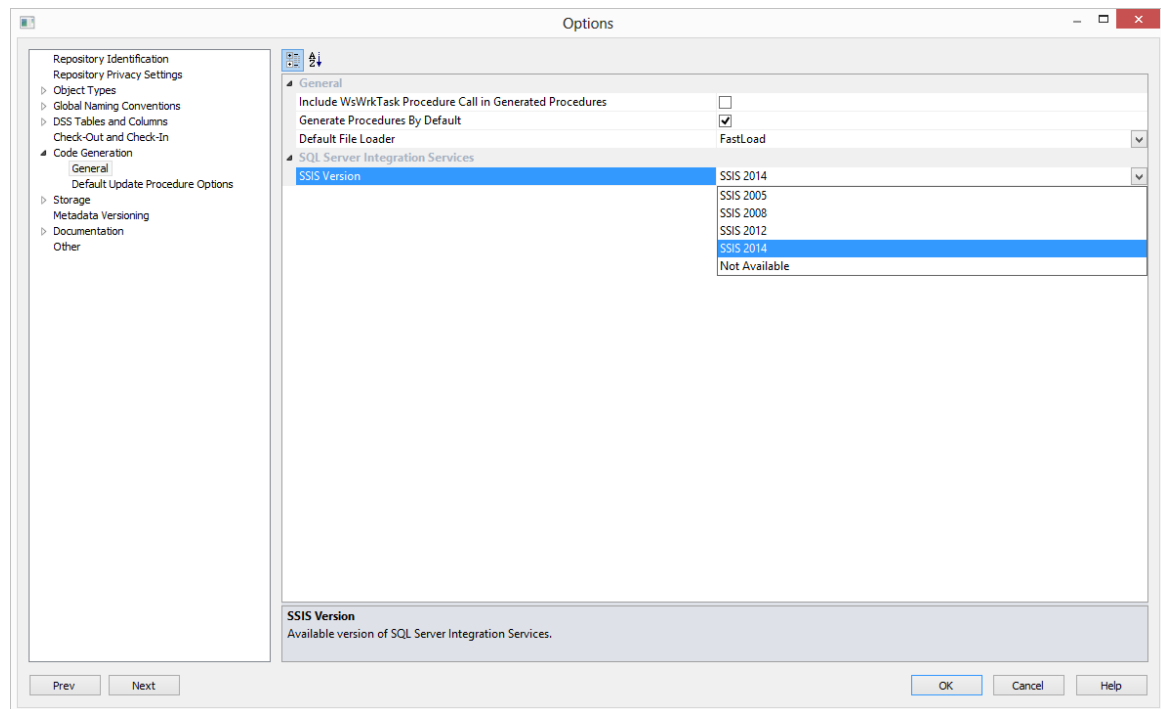 Options
Repository Identification
Repository Privacy Settings
Object Types
Global Naming Conventions
DSS Tables and Columns
Check-Out and Check-In
Code Generation
General
Default Update Procedure Options
Storage
Metadata Versioning
Documentation
Other
General
Include WsWrkTask Procedure Call in Generated Procedures
Generate Procedures By Default
Default File Loader FastLoad
SQL Server Integration Services
SSIS Version SSIS 2014
SSIS 2005
SSIS 2008
SSIS 2012
SSIS 2014
Not Available
SSIS Version
Available version of SQL Server Integration Services.
Prev Next OK Cancel Help